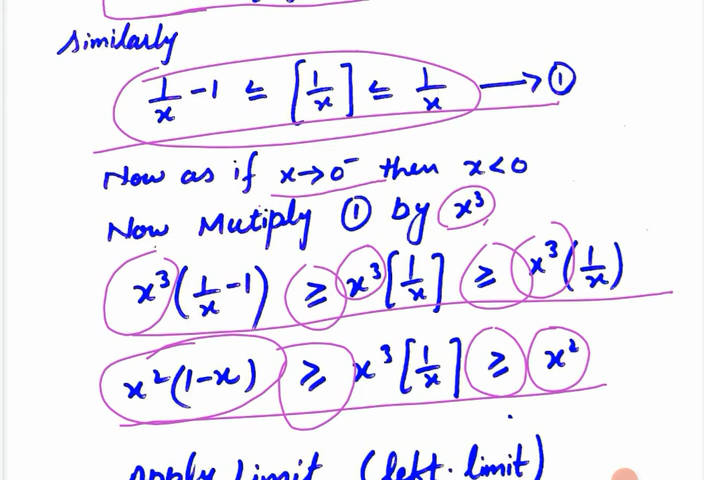 Similarly
1/x - 1 ≤ [1/x] ≤ 1/x → ①
Now as if x→0⁻ then x<0
Now Mutiply ① by x³
x³(1/x - 1) ≥ x³[1/x] ≥ x³(1/x)
x²(1-x) ≥ x³[1/x] ≥ x²
Apply Limit (left. limit)